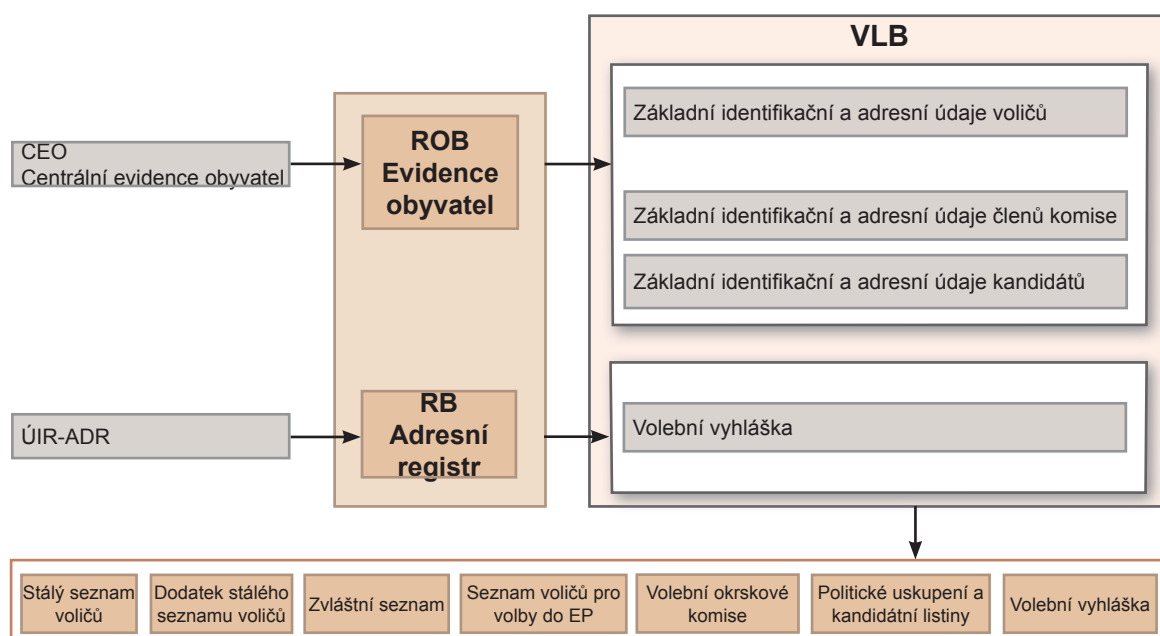 VLB
Základní identifikační a adresní údaje voličů
CEO
Centrální evidence obyvatel
ROB
Evidence
obyvatel
Základní identifikační a adresní údaje členů komise
Základní identifikační a adresní údaje kandidátů
ÚIR-ADR
RB
Adresní
registr
Volební vyhláška
Stálý seznam
voličů
Dodatek stálého
seznamu voličů
Zvláštní seznam
Seznam voličů pro
volby do EP
Volební okrskové
komise
Politické uskupení a
kandidátní listiny
Volební vyhláška